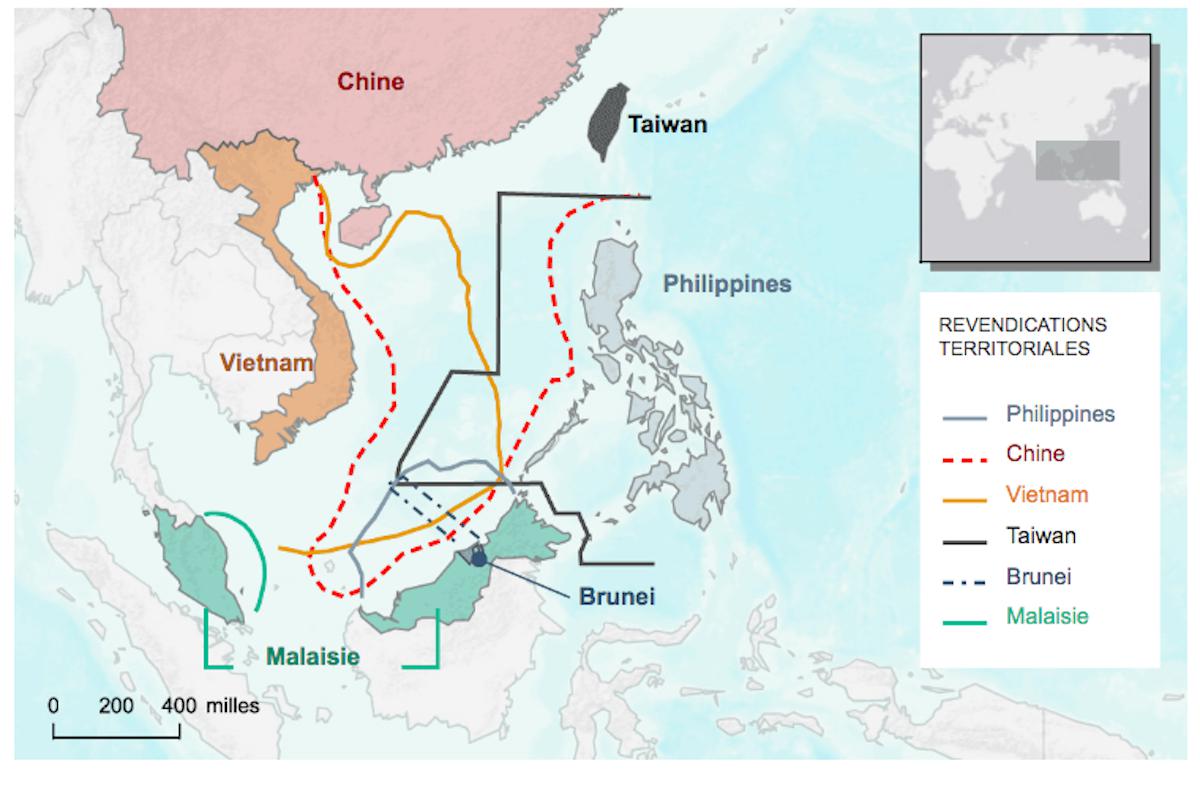 Chine
Taiwan
Philippines
Vietnam
Brunei
Malaisie
0 200 400 milles
REVENDICATIONS
TERRITORIALES
Philippines
Chine
Vietnam
Taiwan
Brunei
Malaisie